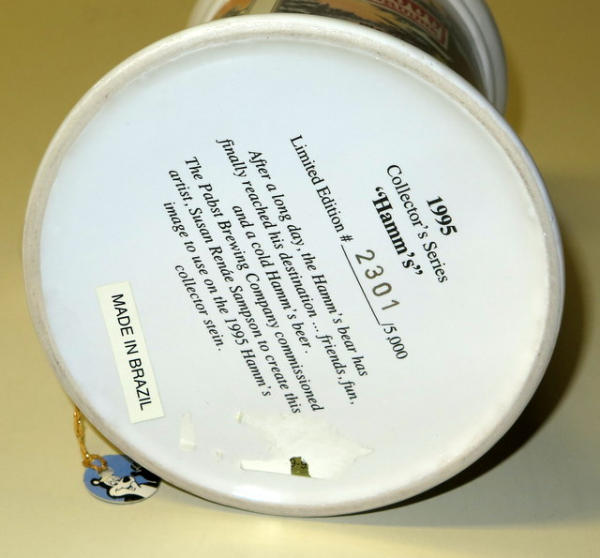 1995
Collector's Series
"Hamm's"
Limited Edition # 2301 /5,000
After a long day, the Hamm's bear has
finally reached his destination ... friends, fun,
and a cold Hamm's beer.
The Pabst Brewing Company commissioned
artist, Susan Renáe Sampson to create this
image to use on the 1995 Hamm's
collector stein.
MADE IN BRAZIL